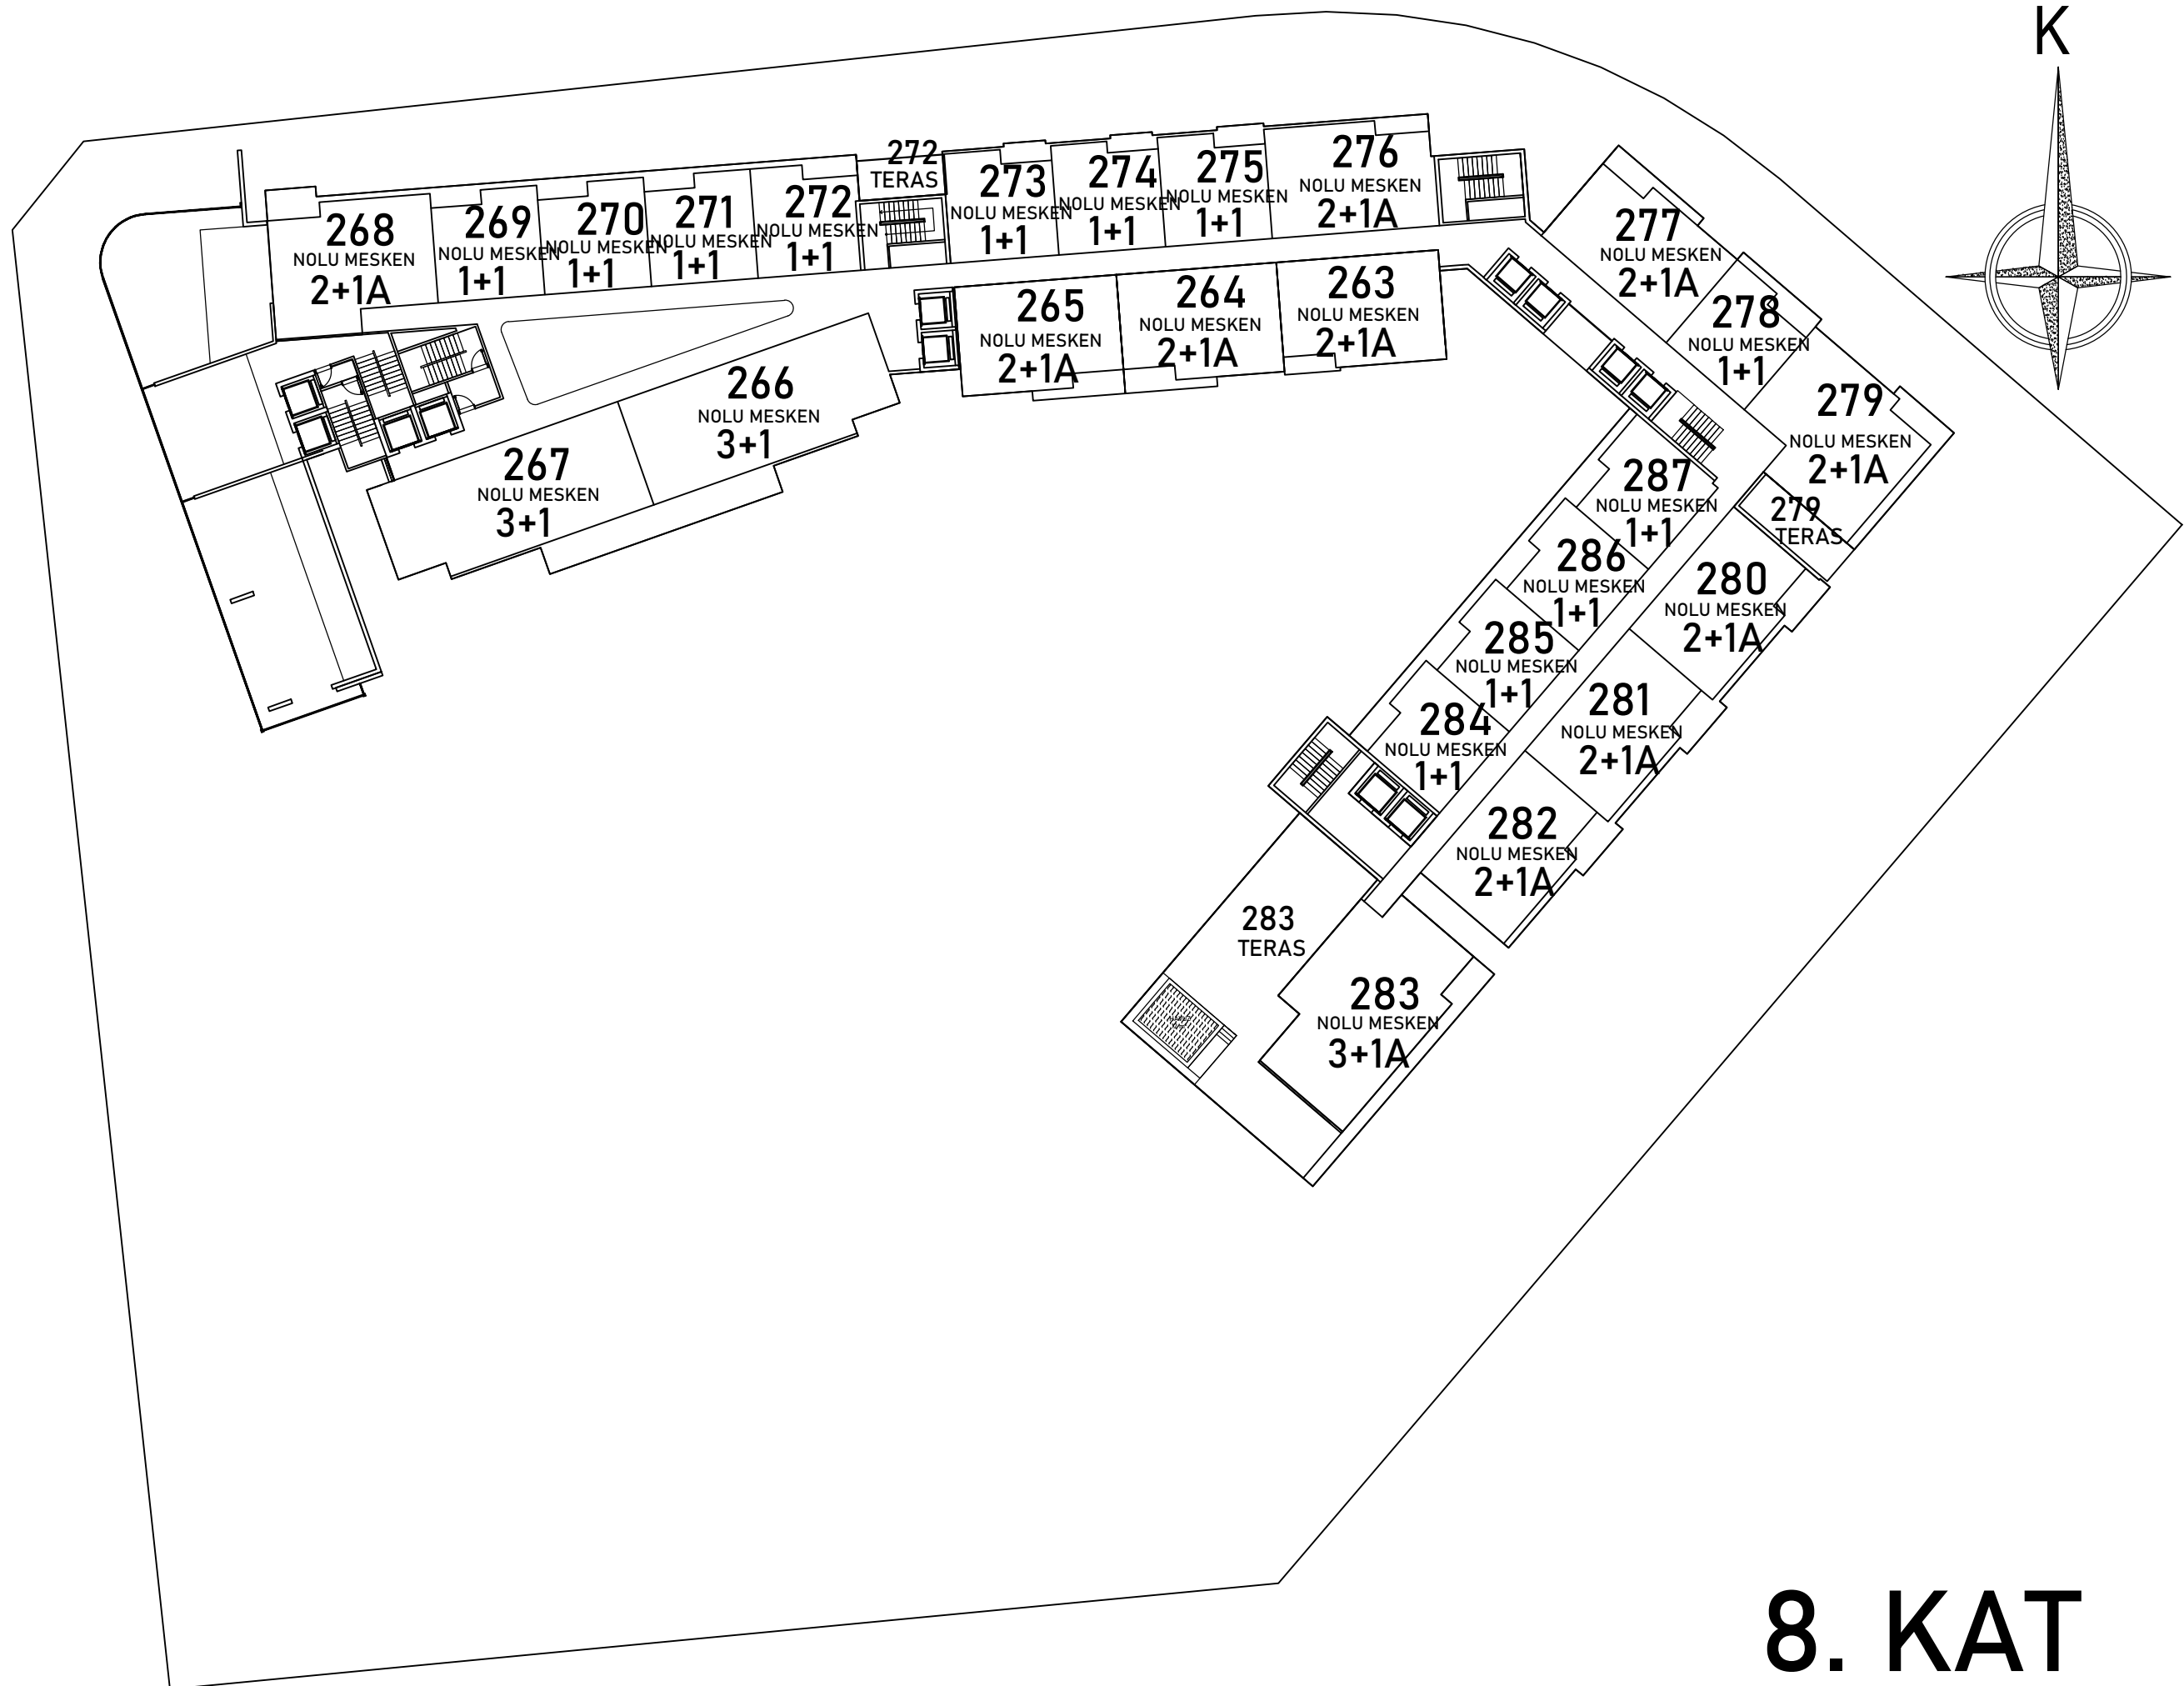 K
272
TERAS
268
NOLU MESKEN
2+1A
269
NOLU MESKEN
1+1
270
NOLU MESKEN
1+1
271
NOLU MESKEN
1+1
272
NOLU MESKEN
1+1
273
NOLU MESKEN
1+1
274
NOLU MESKEN
1+1
275
NOLU MESKEN
1+1
276
NOLU MESKEN
2+1A
277
NOLU MESKEN
2+1A
278
NOLU MESKEN
1+1
279
NOLU MESKEN
2+1A
279
TERAS
265
NOLU MESKEN
2+1A
264
NOLU MESKEN
2+1A
263
NOLU MESKEN
2+1A
266
NOLU MESKEN
3+1
267
NOLU MESKEN
3+1
287
NOLU MESKEN
1+1
286
NOLU MESKEN
1+1
285
NOLU MESKEN
1+1
284
NOLU MESKEN
1+1
280
NOLU MESKEN
2+1A
281
NOLU MESKEN
2+1A
282
NOLU MESKEN
2+1A
283
TERAS
283
NOLU MESKEN
3+1A
8. KAT